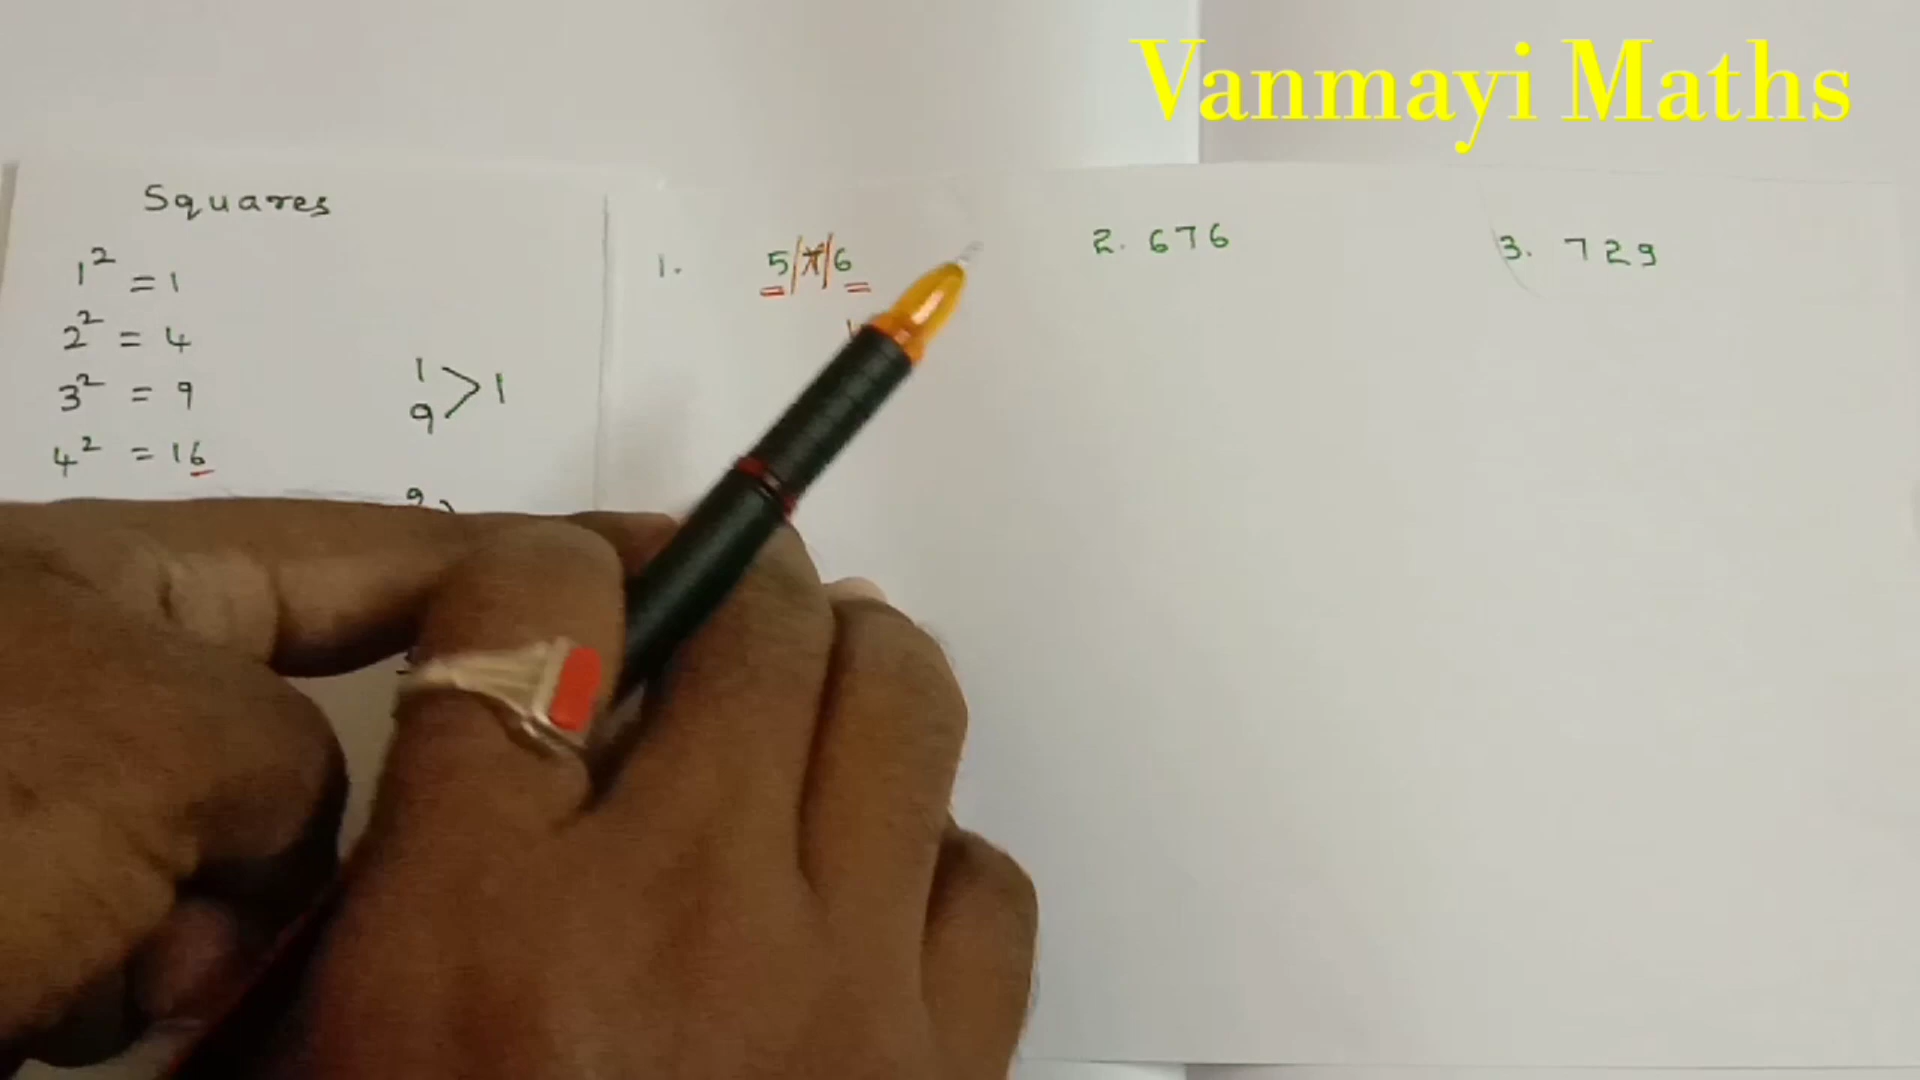 Vanmayi Maths
Squares
1² = 1
2² = 4
3² = 9
4² = 16
1
9 > 1
1. 5/7/6
2. 676
3. 729